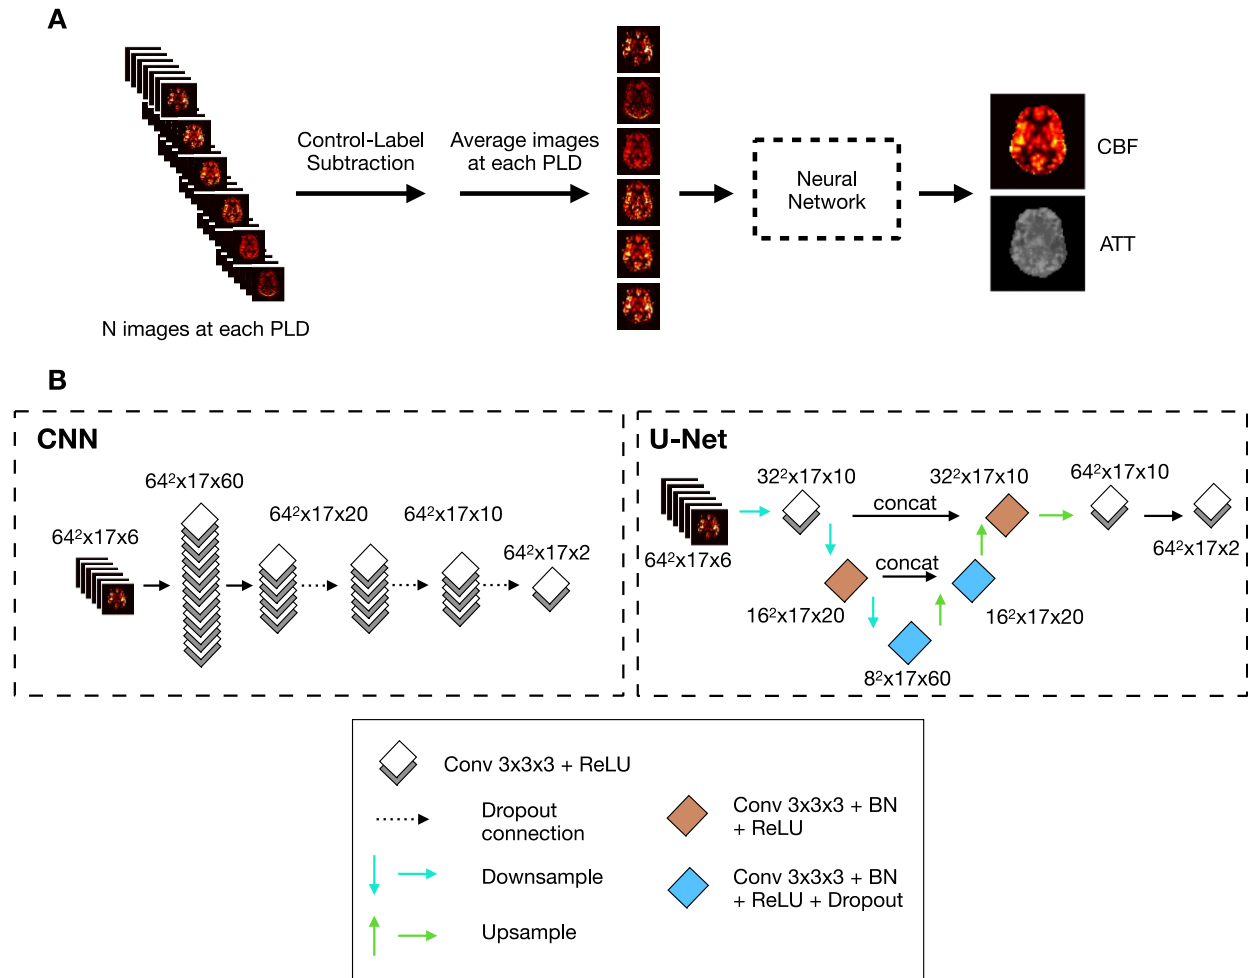 A
Control-Label
Subtraction
Average images
at each PLD
Neural
Network
CBF
ATT
N images at each PLD
B
CNN
64²x17x60
64²x17x20
64²x17x10
64²x17x6
64²x17x2
U-Net
32²x17x10
32²x17x10
64²x17x10
concat
64²x17x6
64²x17x2
concat
16²x17x20
16²x17x20
8²x17x60
Conv 3x3x3 + ReLU
Dropout
connection
Downsample
Upsample
Conv 3x3x3 + BN
+ ReLU
Conv 3x3x3 + BN
+ ReLU + Dropout